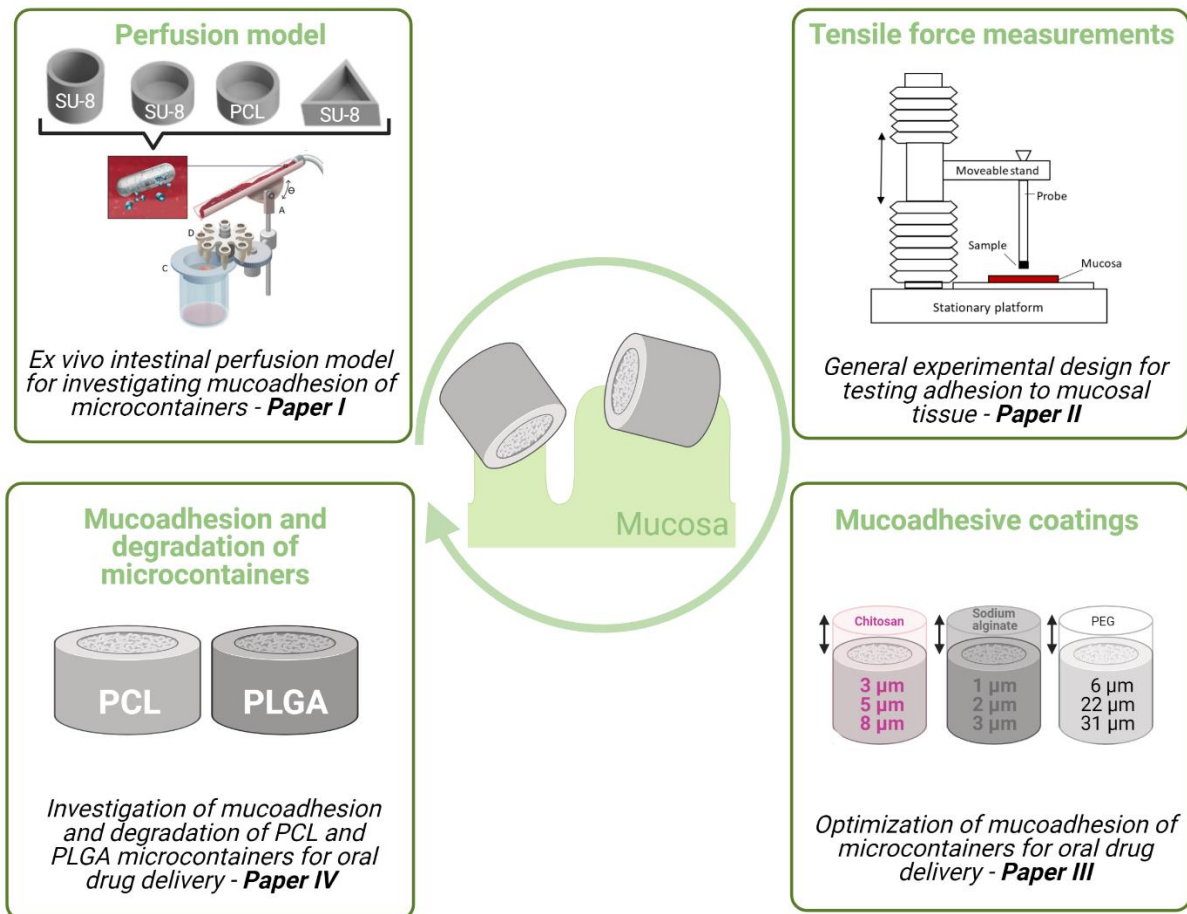 Perfusion model
SU-8
SU-8
PCL
SU-8
Θ
A
D
C
Ex vivo intestinal perfusion model
for investigating mucoadhesion of
microcontainers - Paper I
Tensile force measurements
Moveable stand
Probe
Sample
Mucosa
Stationary platform
General experimental design for
testing adhesion to mucosal
tissue - Paper II
Mucosa
Mucoadhesion and
degradation of
microcontainers
PCL
PLGA
Investigation of mucoadhesion
and degradation of PCL and
PLGA microcontainers for oral
drug delivery - Paper IV
Mucoadhesive coatings
Chitosan
3 µm
5 µm
8 µm
Sodium
alginate
1 µm
2 µm
3 µm
PEG
6 µm
22 µm
31 µm
Optimization of mucoadhesion of
microcontainers for oral drug
delivery - Paper III